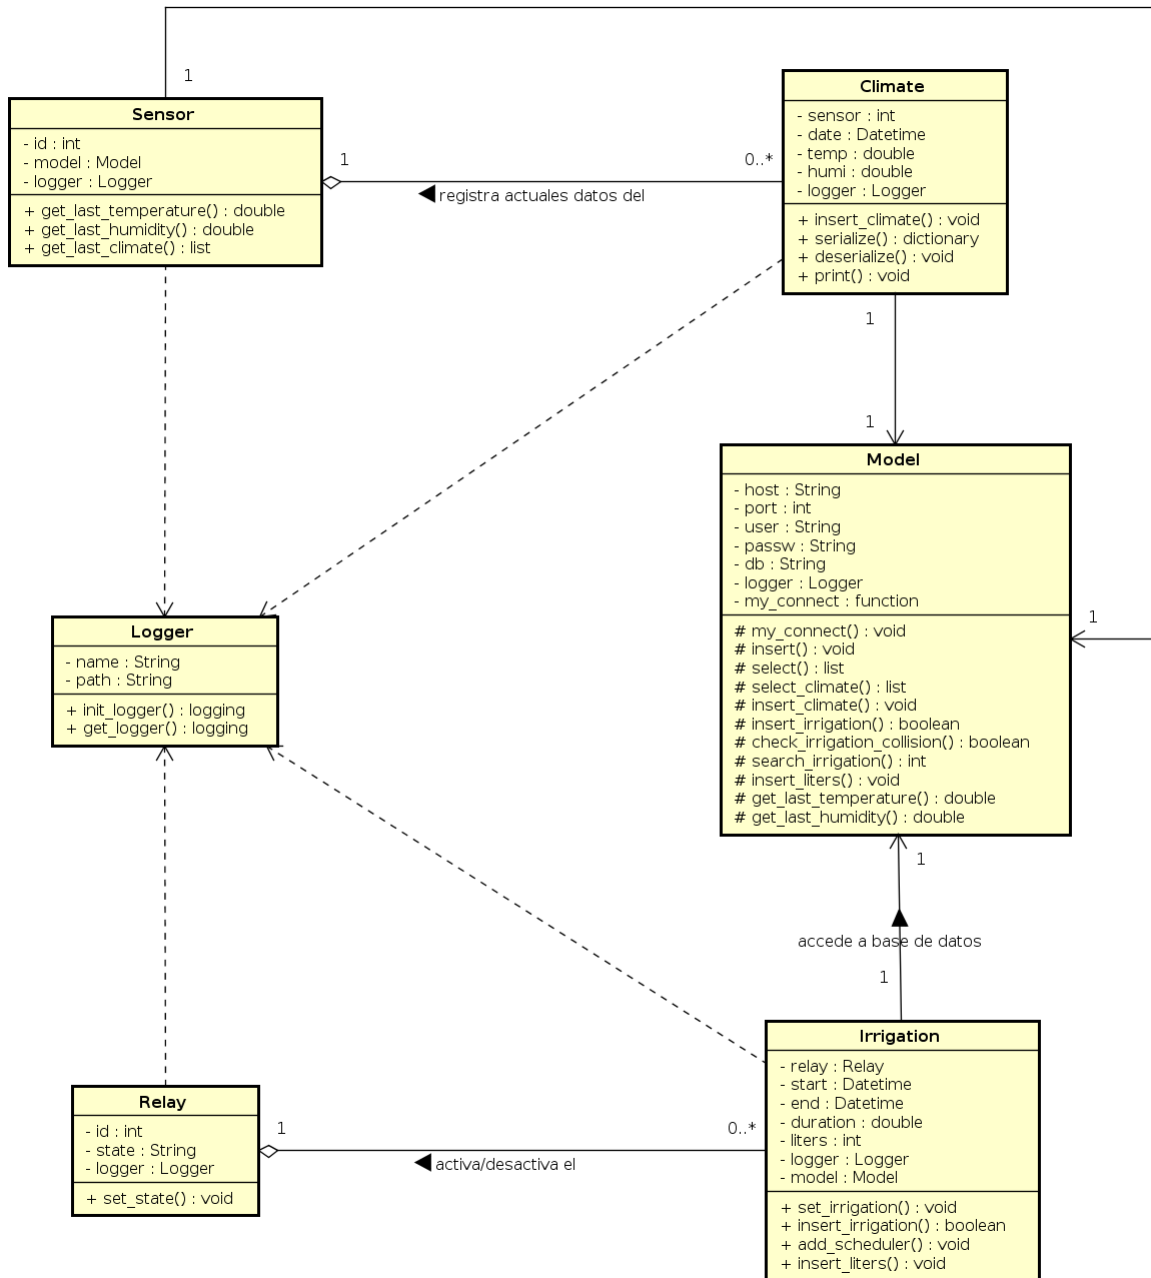 1
Sensor
- id : int
- model : Model
- logger : Logger
+ get_last_temperature() : double
+ get_last_humidity() : double
+ get_last_climate() : list
1
0..*
registra actuales datos del
Climate
- sensor : int
- date : Datetime
- temp : double
- humi : double
- logger : Logger
+ insert_climate() : void
+ serialize() : dictionary
+ deserialize() : void
+ print() : void
1
1
Model
- host : String
- port : int
- user : String
- passw : String
- db : String
- logger : Logger
- my_connect : function
# my_connect() : void
# insert() : void
# select() : list
# select_climate() : list
# insert_climate() : void
# insert_irrigation() : boolean
# check_irrigation_collision() : boolean
# search_irrigation() : int
# insert_liters() : void
# get_last_temperature() : double
# get_last_humidity() : double
1
Logger
- name : String
- path : String
+ init_logger() : logging
+ get_logger() : logging
1
accede a base de datos
1
Relay
- id : int
- state : String
- logger : Logger
+ set_state() : void
1
0..*
activa/desactiva el
Irrigation
- relay : Relay
- start : Datetime
- end : Datetime
- duration : double
- liters : int
- logger : Logger
- model : Model
+ set_irrigation() : void
+ insert_irrigation() : boolean
+ add_scheduler() : void
+ insert_liters() : void